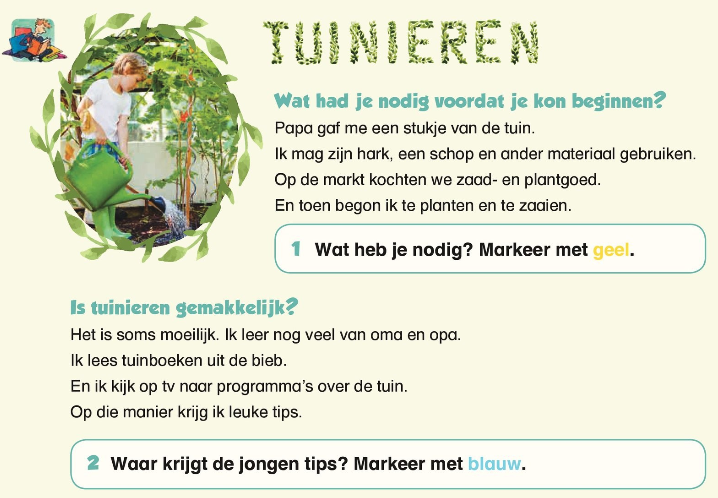 TUINIEREN
Wat had je nodig voordat je kon beginnen?
Papa gaf me een stukje van de tuin.
Ik mag zijn hark, een schop en ander materiaal gebruiken.
Op de markt kochten we zaad- en plantgoed.
En toen begon ik te planten en te zaaien.
1 Wat heb je nodig? Markeer met geel.
Is tuinieren gemakkelijk?
Het is soms moeilijk. Ik leer nog veel van oma en opa.
Ik lees tuinboeken uit de bieb.
En ik kijk op tv naar programma's over de tuin.
Op die manier krijg ik leuke tips.
2 Waar krijgt de jongen tips? Markeer met blauw.